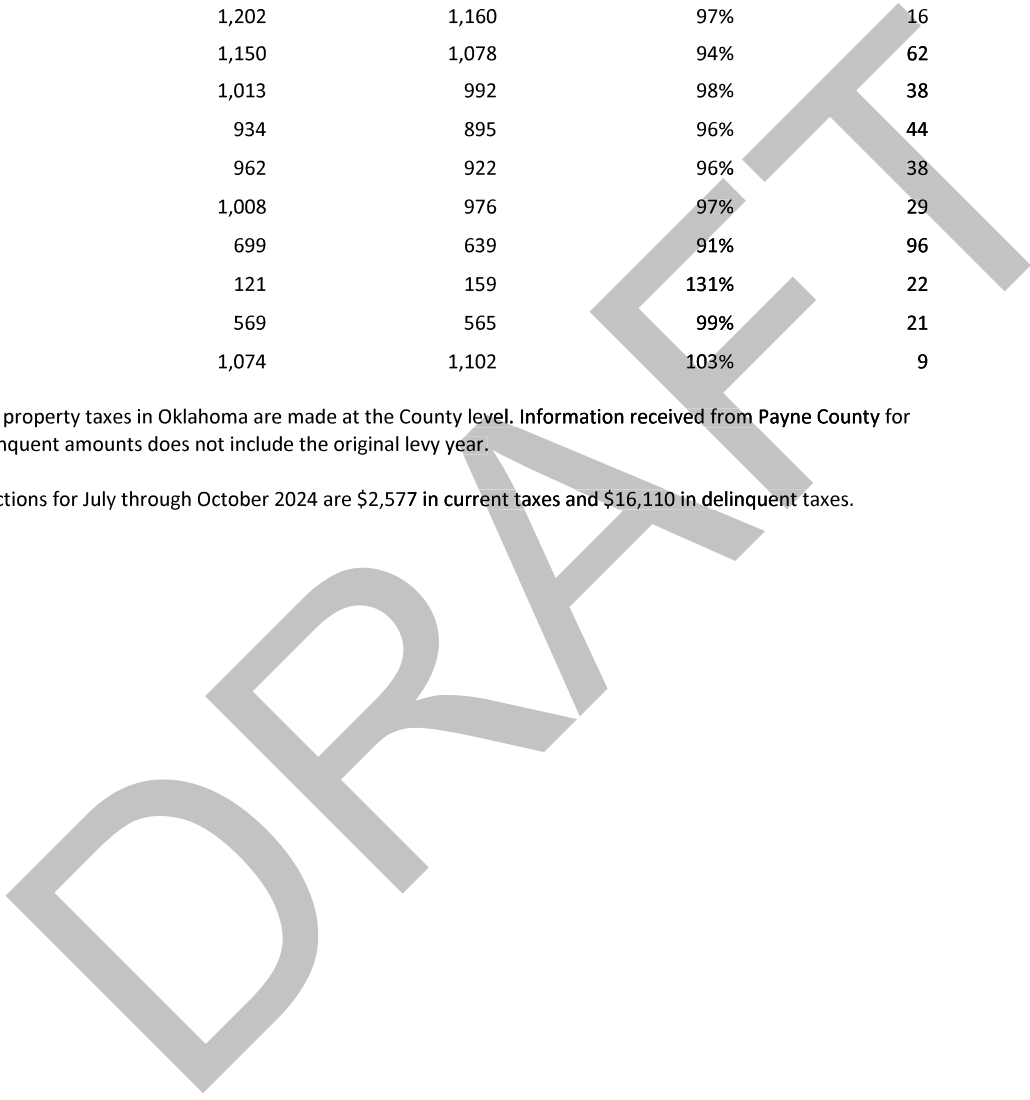 1,202 1,160 97% 16
1,150 1,078 94% 62
1,013 992 98% 38
934 895 96% 44
962 922 96% 38
1,008 976 97% 29
699 639 91% 96
121 159 131% 22
569 565 99% 21
1,074 1,102 103% 9
property taxes in Oklahoma are made at the County level. Information received from Payne County for
nquent amounts does not include the original levy year.
ctions for July through October 2024 are $2,577 in current taxes and $16,110 in delinquent taxes.
DRAFT